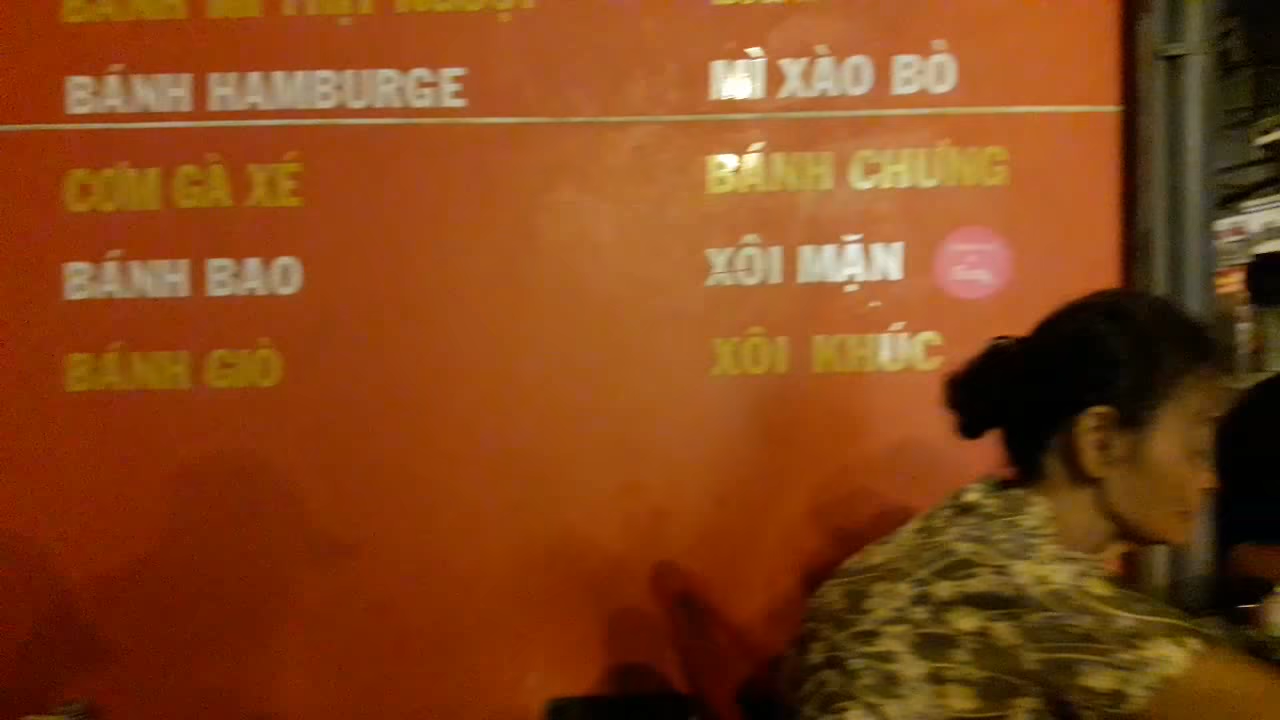 BÁNH HAMBURGE
CƠM GÀ XÉ
BÁNH BAO
BÁNH GIÒ
MÌ XÀO BÒ
BÁNH CHƯNG
XÔI MẶN
XÔI KHÚC